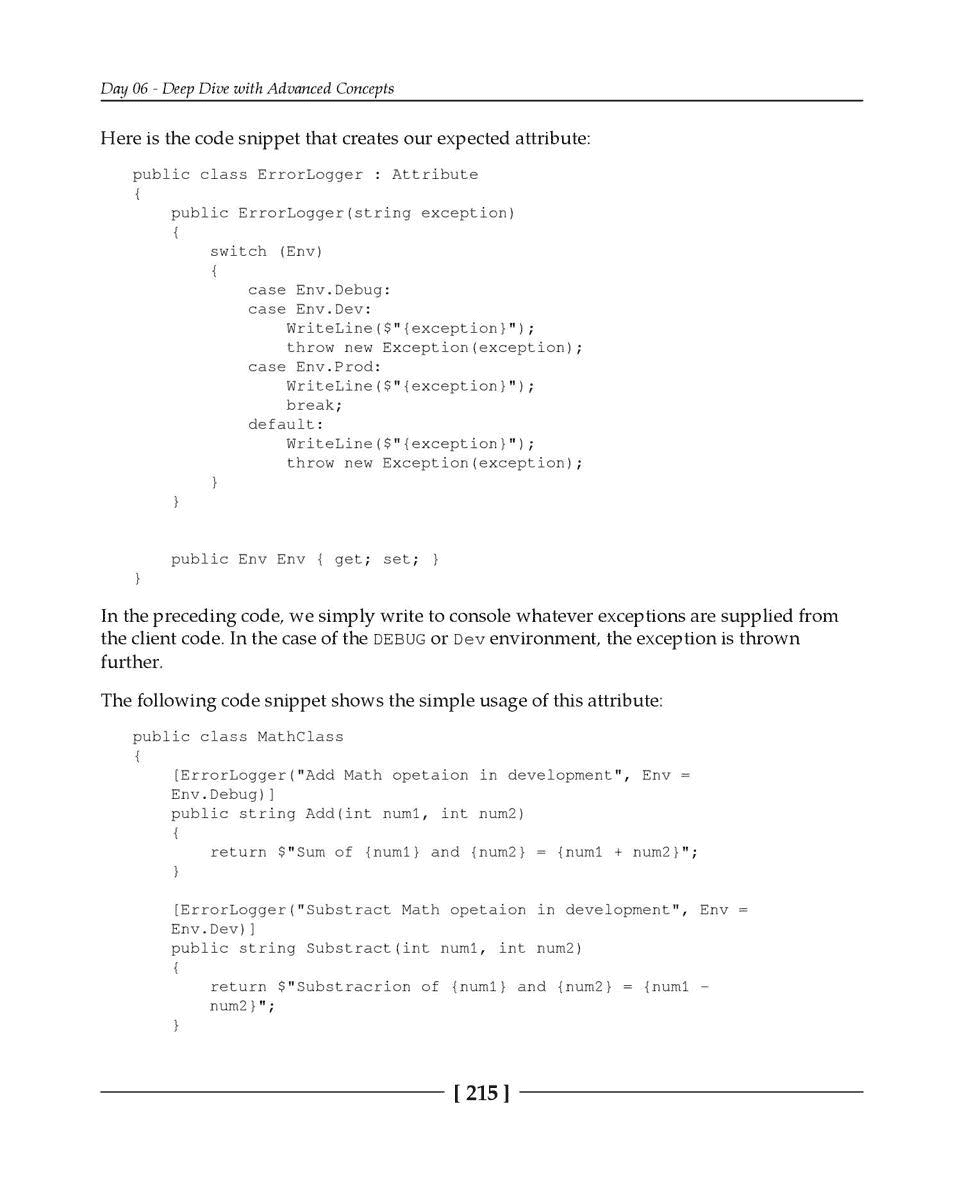 Day 06 - Deep Dive with Advanced Concepts
Here is the code snippet that creates our expected attribute:
public class ErrorLogger : Attribute
{
public ErrorLogger(string exception)
{
switch (Env)
{
case Env.Debug:
case Env.Dev:
WriteLine($"{exception}");
throw new Exception(exception);
case Env.Prod:
WriteLine($"{exception}");
break;
default:
WriteLine($"{exception}");
throw new Exception(exception);
}
}
public Env Env { get; set; }
}
In the preceding code, we simply write to console whatever exceptions are supplied from
the client code. In the case of the DEBUG or Dev environment, the exception is thrown
further.
The following code snippet shows the simple usage of this attribute:
public class MathClass
{
[ErrorLogger("Add Math opetaion in development", Env =
Env.Debug)]
public string Add(int num1, int num2)
{
return $"Sum of {num1} and {num2} = {num1 + num2}";
}
[ErrorLogger("Substract Math opetaion in development", Env =
Env.Dev)]
public string Substract(int num1, int num2)
{
return $"Substracrion of {num1} and {num2} = {num1 -
num2}";
}
[ 215 ]